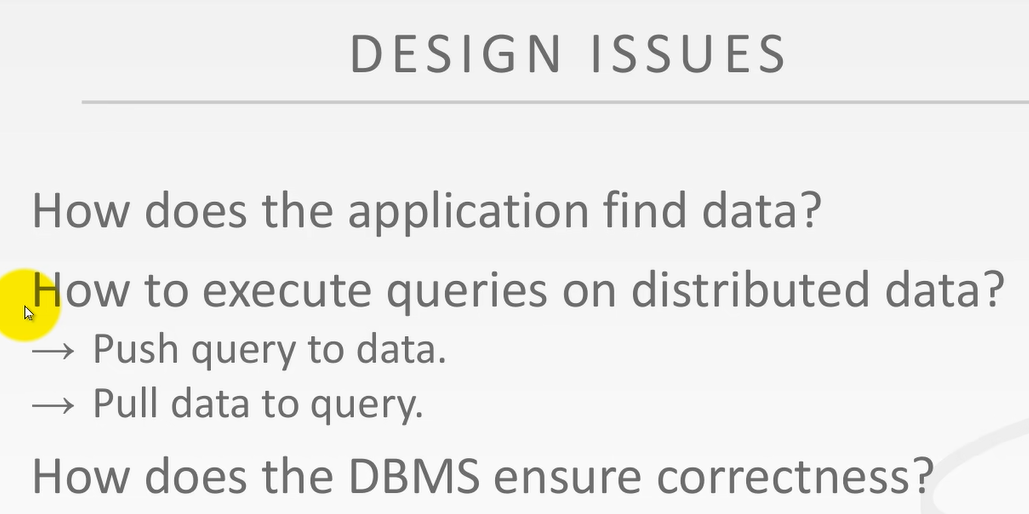 DESIGN ISSUES
How does the application find data?
How to execute queries on distributed data?
→ Push query to data.
→ Pull data to query.
How does the DBMS ensure correctness?